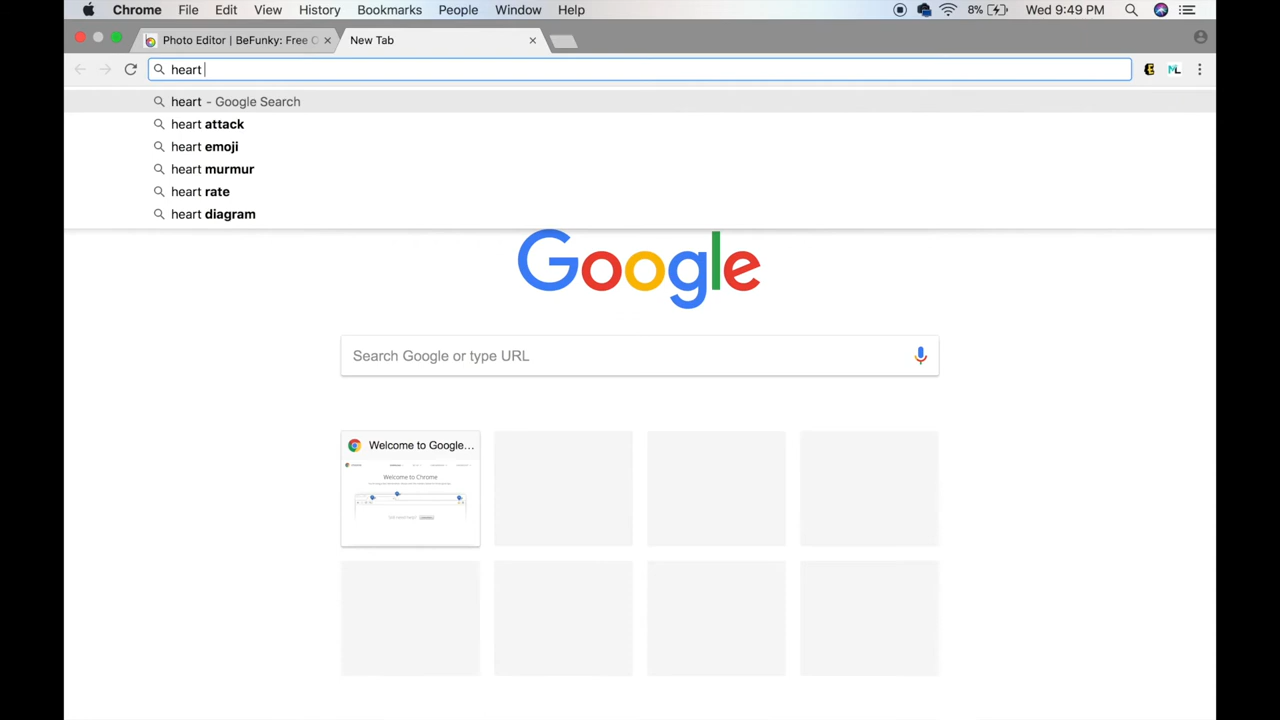 Chrome File Edit View History Bookmarks People Window Help 8% Wed 9:49 PM
Photo Editor | BeFunky: Free O New Tab
heart
heart - Google Search
heart attack
heart emoji
heart murmur
heart rate
heart diagram
Google
Search Google or type URL
Welcome to Google...
Welcome to Chrome